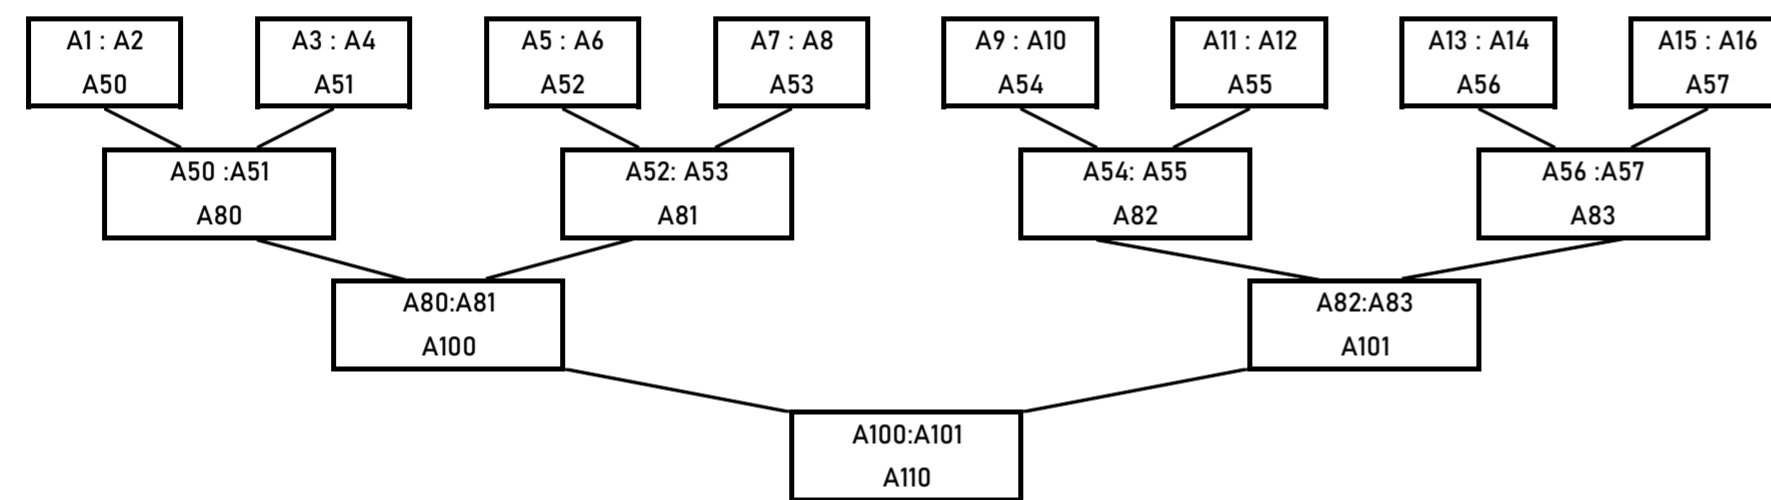 A1 : A2
A50
A3 : A4
A51
A5 : A6
A52
A7 : A8
A53
A9 : A10
A54
A11 : A12
A55
A13 : A14
A56
A15 : A16
A57
A50 :A51
A80
A52: A53
A81
A54: A55
A82
A56 :A57
A83
A80:A81
A100
A82:A83
A101
A100:A101
A110